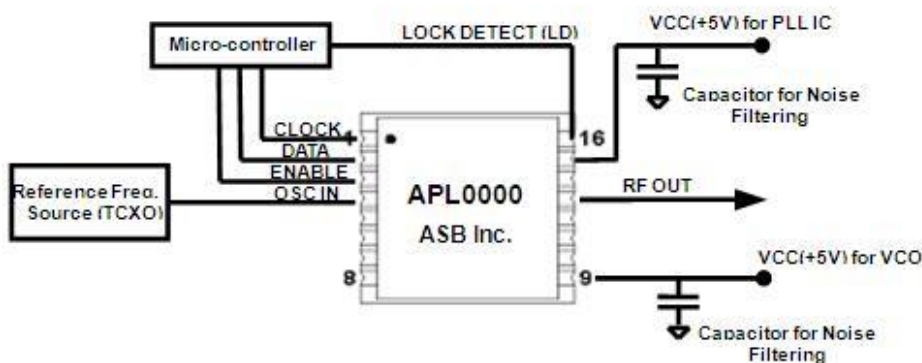 Micro-controller
LOCK DETECT (LD)
VCC(+5V) for PLL IC
Capacitor for Noise
Filtering
CLOCK
1
16
DATA
ENABLE
OSC IN
Reference Freq.
Source (TCXO)
APL0000
ASB Inc.
RF OUT
8
9
VCC(+5V) for VCO
Capacitor for Noise
Filtering